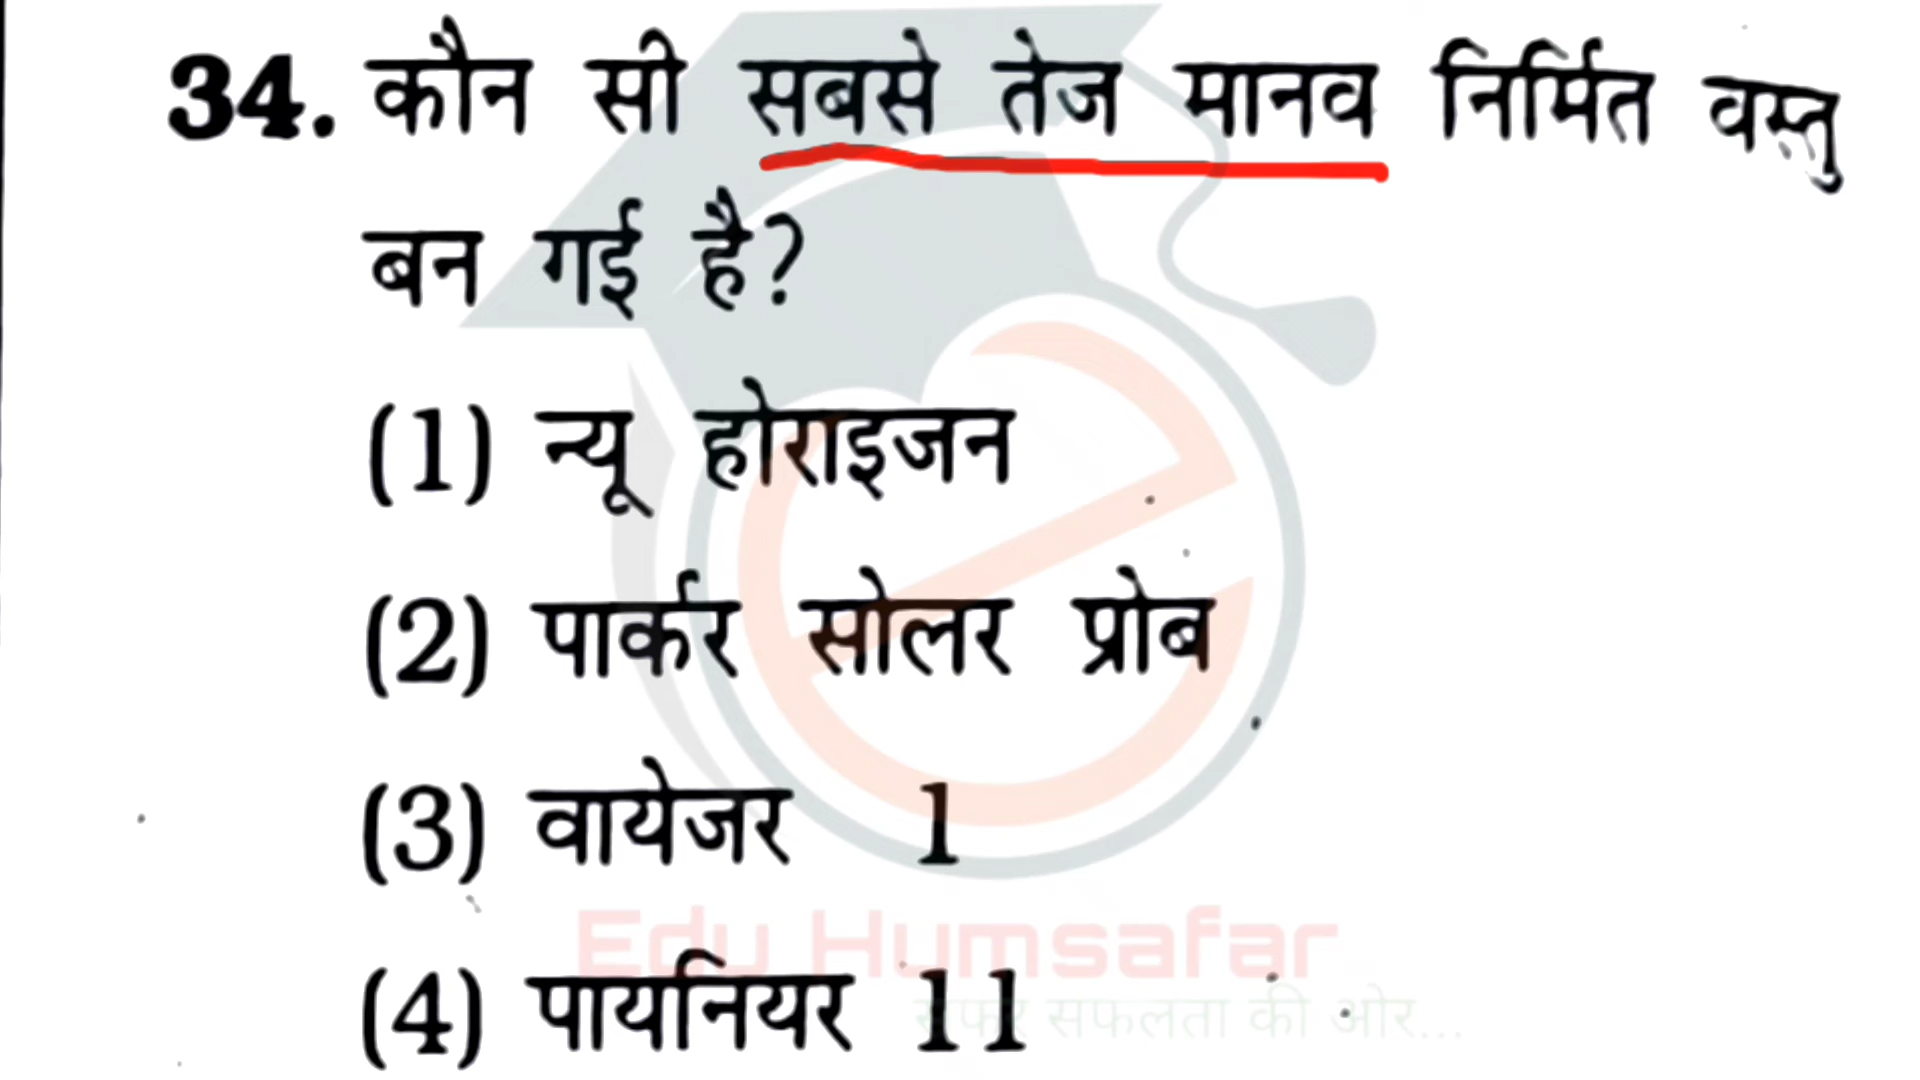 34. कौन सी सबसे तेज मानव निर्मित वस्तु
बन गई है?
(1) न्यू होराइजन
(2) पार्कर सोलर प्रोब
(3) वायेजर 1
Edu Humsafar
(4) पायनियर 11
सफर सफलता की ओर...